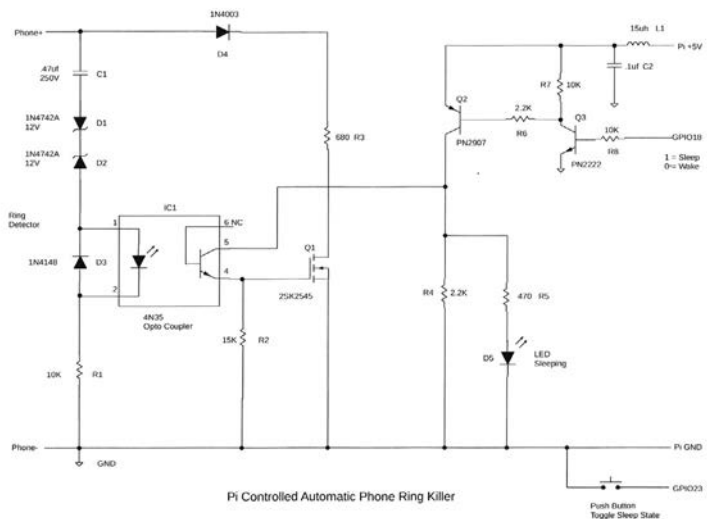 1N4003
Phone+
D4
15uh L1
Pi +5V
.47uf
250V
C1
.1uf C2
R7
10K
Q2
2.2K
Q3
1N4742A
12V
D1
R6
10K
GPIO18
680 R3
PN2907
R8
1N4742A
12V
D2
PN2222
1 = Sleep
0= Wake
IC1
6 NC
Ring
Detector
1
5
Q1
1N4148
D3
4
2
2SK2545
R4
2.2K
470 R5
4N35
Opto Coupler
15K
R2
D5
LED
Sleeping
10K
R1
Phone-
Pi GND
GND
GPIO23
Pi Controlled Automatic Phone Ring Killer
Push Button
Toggle Sleep State